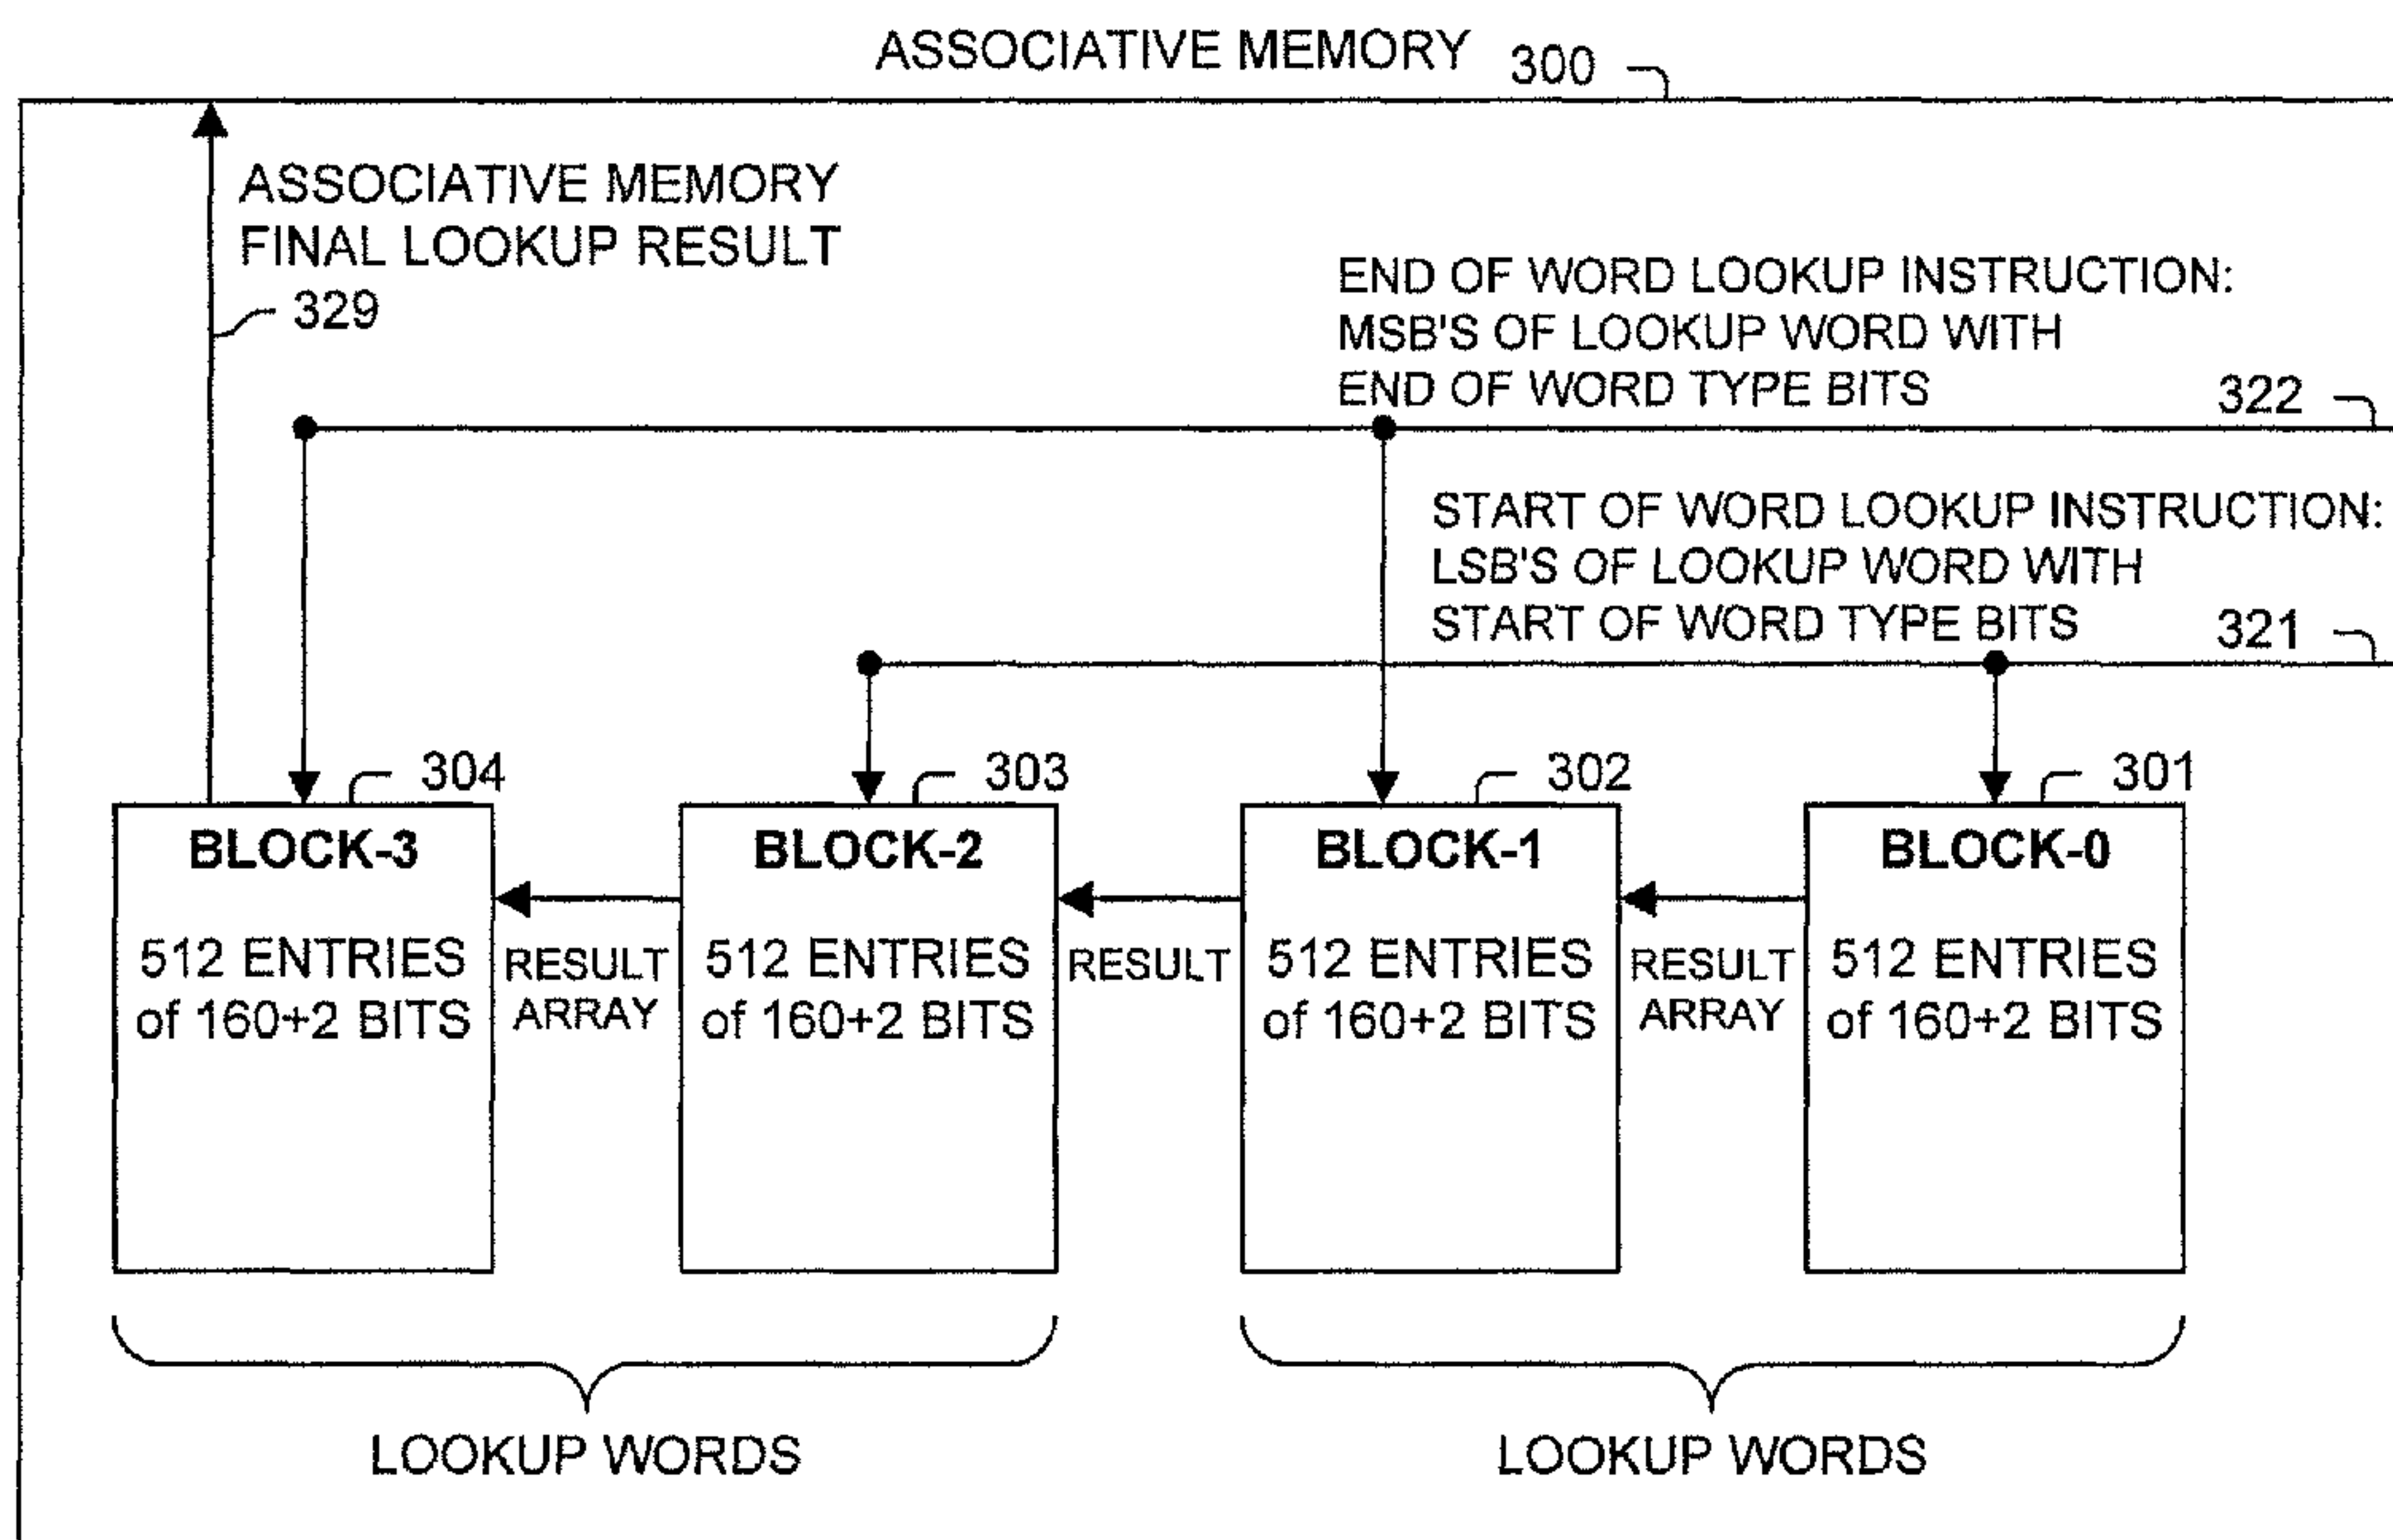 ASSOCIATIVE MEMORY 300
ASSOCIATIVE MEMORY
FINAL LOOKUP RESULT
329
END OF WORD LOOKUP INSTRUCTION:
MSB'S OF LOOKUP WORD WITH
END OF WORD TYPE BITS
322
START OF WORD LOOKUP INSTRUCTION:
LSB'S OF LOOKUP WORD WITH
START OF WORD TYPE BITS
321
304
BLOCK-3
512 ENTRIES
of 160+2 BITS
RESULT
ARRAY
303
BLOCK-2
512 ENTRIES
of 160+2 BITS
RESULT
302
BLOCK-1
512 ENTRIES
of 160+2 BITS
RESULT
ARRAY
301
BLOCK-0
512 ENTRIES
of 160+2 BITS
LOOKUP WORDS
LOOKUP WORDS